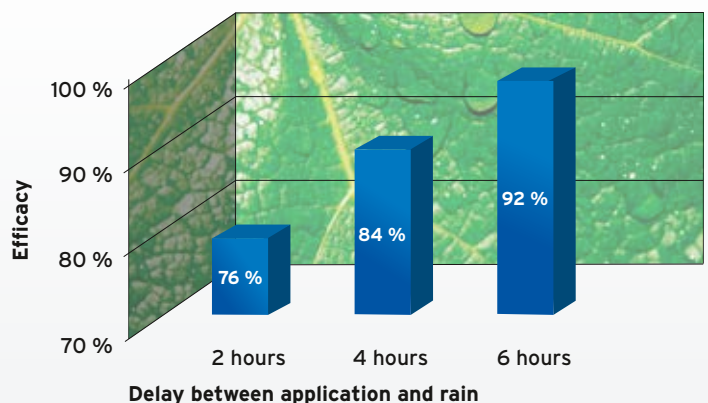 100 %
90 %
80 %
70 %
Efficacy
76 %
84 %
92 %
2 hours
4 hours
6 hours
Delay between application and rain